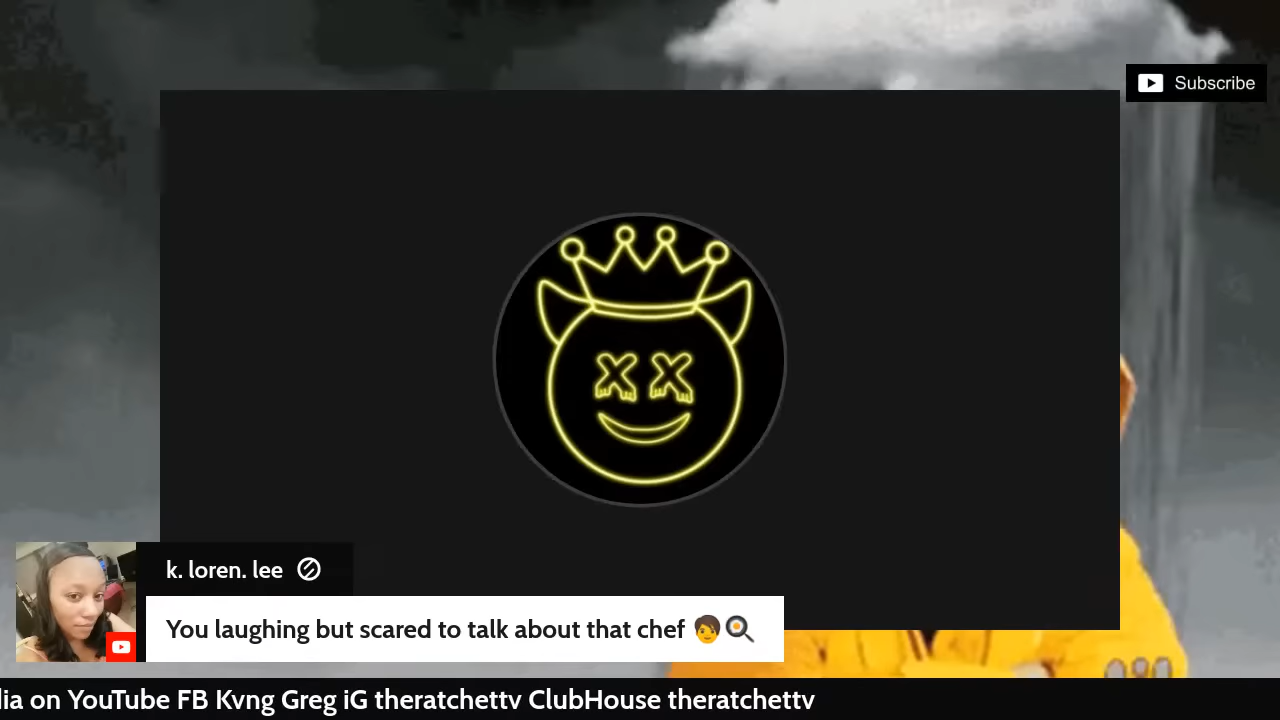 Subscribe
k. loren. lee
You laughing but scared to talk about that chef 🧑🍳
dia on YouTube FB Kvng Greg iG theratchettv ClubHouse theratchettv